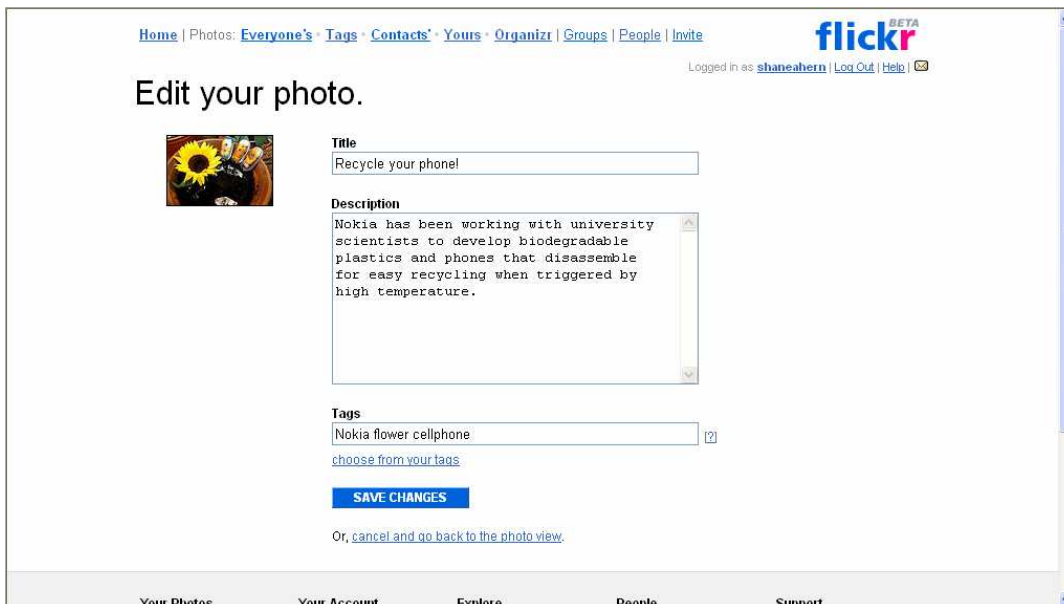 Home | Photos: Everyone's • Tags • Contacts' • Yours • Organizr | Groups | People | Invite
flickr BETA
Logged in as shaneahern | Log Out | Help |
Edit your photo.
Title
Recycle your phone!
Description
Nokia has been working with university
scientists to develop biodegradable
plastics and phones that disassemble
for easy recycling when triggered by
high temperature.
Tags
Nokia flower cellphone
[?]
choose from your tags
SAVE CHANGES
Or, cancel and go back to the photo view.
Your Photos Your Account Explore People Support